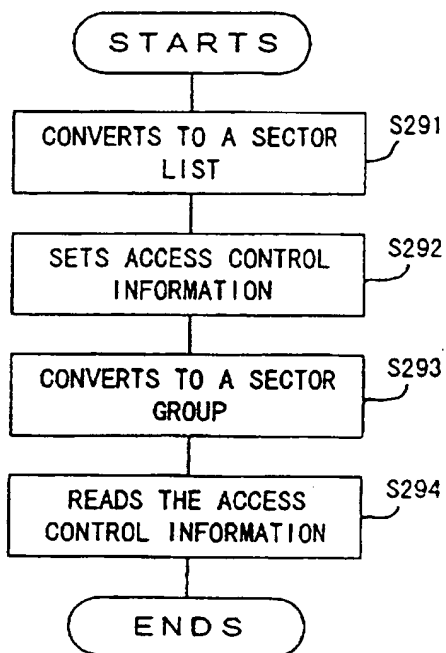 STARTS
CONVERTS TO A SECTOR
LIST
S291
SETS ACCESS CONTROL
INFORMATION
S292
CONVERTS TO A SECTOR
GROUP
S293
READS THE ACCESS
CONTROL INFORMATION
S294
ENDS